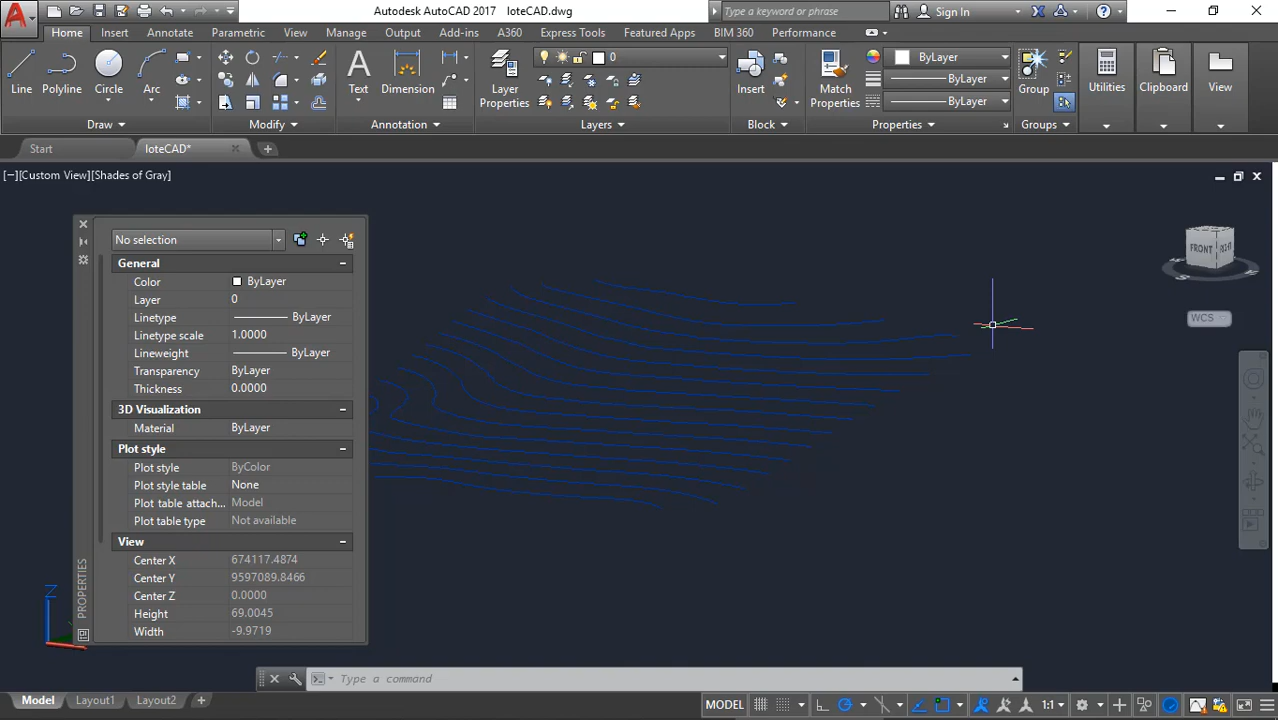 Autodesk AutoCAD 2017 loteCAD.dwg
Type a keyword or phrase
Sign In
Home Insert Annotate Parametric View Manage Output Add-ins A360 Express Tools Featured Apps BIM 360 Performance
Line Polyline Circle Arc
Text Dimension
Layer Properties
0
Insert
Match Properties
ByLayer
ByLayer
ByLayer
Group
Utilities
Clipboard
View
Draw Modify Annotation Layers Block Properties Groups
Start loteCAD*
[−][Custom View][Shades of Gray]
FRONT RIGHT
WCS
No selection
General
Color ByLayer
Layer 0
Linetype ByLayer
Linetype scale 1.0000
Lineweight ByLayer
Transparency ByLayer
Thickness 0.0000
3D Visualization
Material ByLayer
Plot style
Plot style ByColor
Plot style table None
Plot table attach... Model
Plot table type Not available
View
Center X 674117.4874
Center Y 9597089.8466
Center Z 0.0000
Height 69.0045
Width -9.9719
PROPERTIES
Z
Type a command
Model Layout1 Layout2
MODEL 1:1